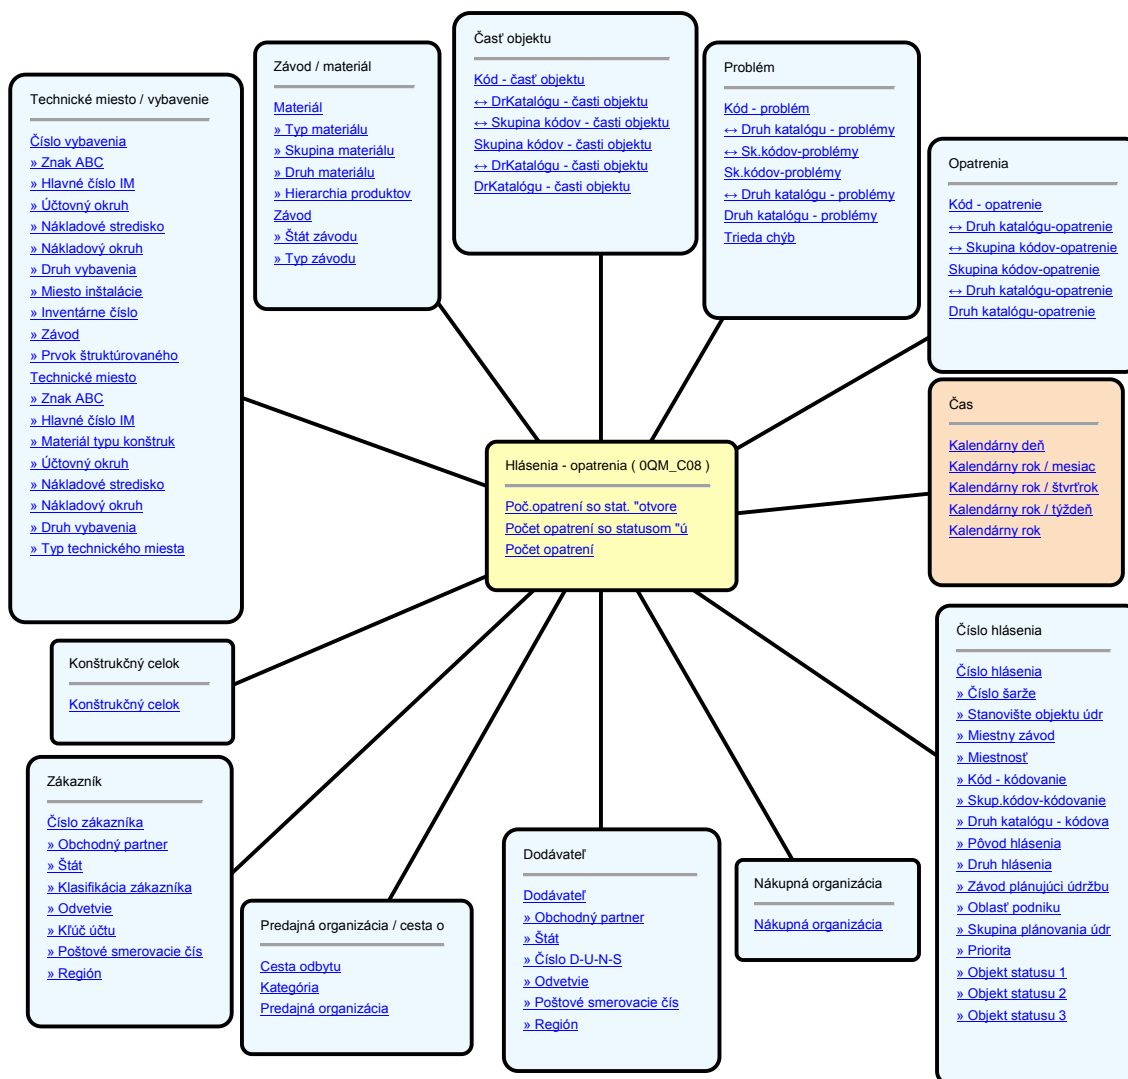 Technické miesto / vybavenie
Číslo vybavenia
» Znak ABC
» Hlavné číslo IM
» Účtovný okruh
» Nákladové stredisko
» Nákladový okruh
» Druh vybavenia
» Miesto inštalácie
» Inventárne číslo
» Závod
» Prvok štruktúrovaného
Technické miesto
» Znak ABC
» Hlavné číslo IM
» Materiál typu konštruk
» Účtovný okruh
» Nákladové stredisko
» Nákladový okruh
» Druh vybavenia
» Typ technického miesta
Závod / materiál
Materiál
» Typ materiálu
» Skupina materiálu
» Druh materiálu
» Hierarchia produktov
Závod
» Štát závodu
» Typ závodu
Časť objektu
Kód - časť objektu
↔ DrKatalógu - časti objektu
↔ Skupina kódov - časti objektu
Skupina kódov - časti objektu
↔ DrKatalógu - časti objektu
DrKatalógu - časti objektu
Problém
Kód - problém
↔ Druh katalógu - problémy
↔ Sk.kódov-problémy
Sk.kódov-problémy
↔ Druh katalógu - problémy
Druh katalógu - problémy
Trieda chýb
Opatrenia
Kód - opatrenie
↔ Druh katalógu-opatrenie
↔ Skupina kódov-opatrenie
Skupina kódov-opatrenie
↔ Druh katalógu-opatrenie
Druh katalógu-opatrenie
Čas
Kalendárny deň
Kalendárny rok / mesiac
Kalendárny rok / štvrťrok
Kalendárny rok / týždeň
Kalendárny rok
Hlásenia - opatrenia ( 0QM_C08 )
Poč.opatrení so stat. "otvore
Počet opatrení so statusom "ú
Počet opatrení
Konštrukčný celok
Konštrukčný celok
Zákazník
Číslo zákazníka
» Obchodný partner
» Štát
» Klasifikácia zákazníka
» Odvetvie
» Kľúč účtu
» Poštové smerovacie čís
» Región
Predajná organizácia / cesta o
Cesta odbytu
Kategória
Predajná organizácia
Dodávateľ
Dodávateľ
» Obchodný partner
» Štát
» Číslo D-U-N-S
» Odvetvie
» Poštové smerovacie čís
» Región
Nákupná organizácia
Nákupná organizácia
Číslo hlásenia
Číslo hlásenia
» Číslo šarže
» Stanovište objektu údr
» Miestny závod
» Miestnosť
» Kód - kódovanie
» Skup.kódov-kódovanie
» Druh katalógu - kódova
» Pôvod hlásenia
» Druh hlásenia
» Závod plánujúci údržbu
» Oblasť podniku
» Skupina plánovania údr
» Priorita
» Objekt statusu 1
» Objekt statusu 2
» Objekt statusu 3